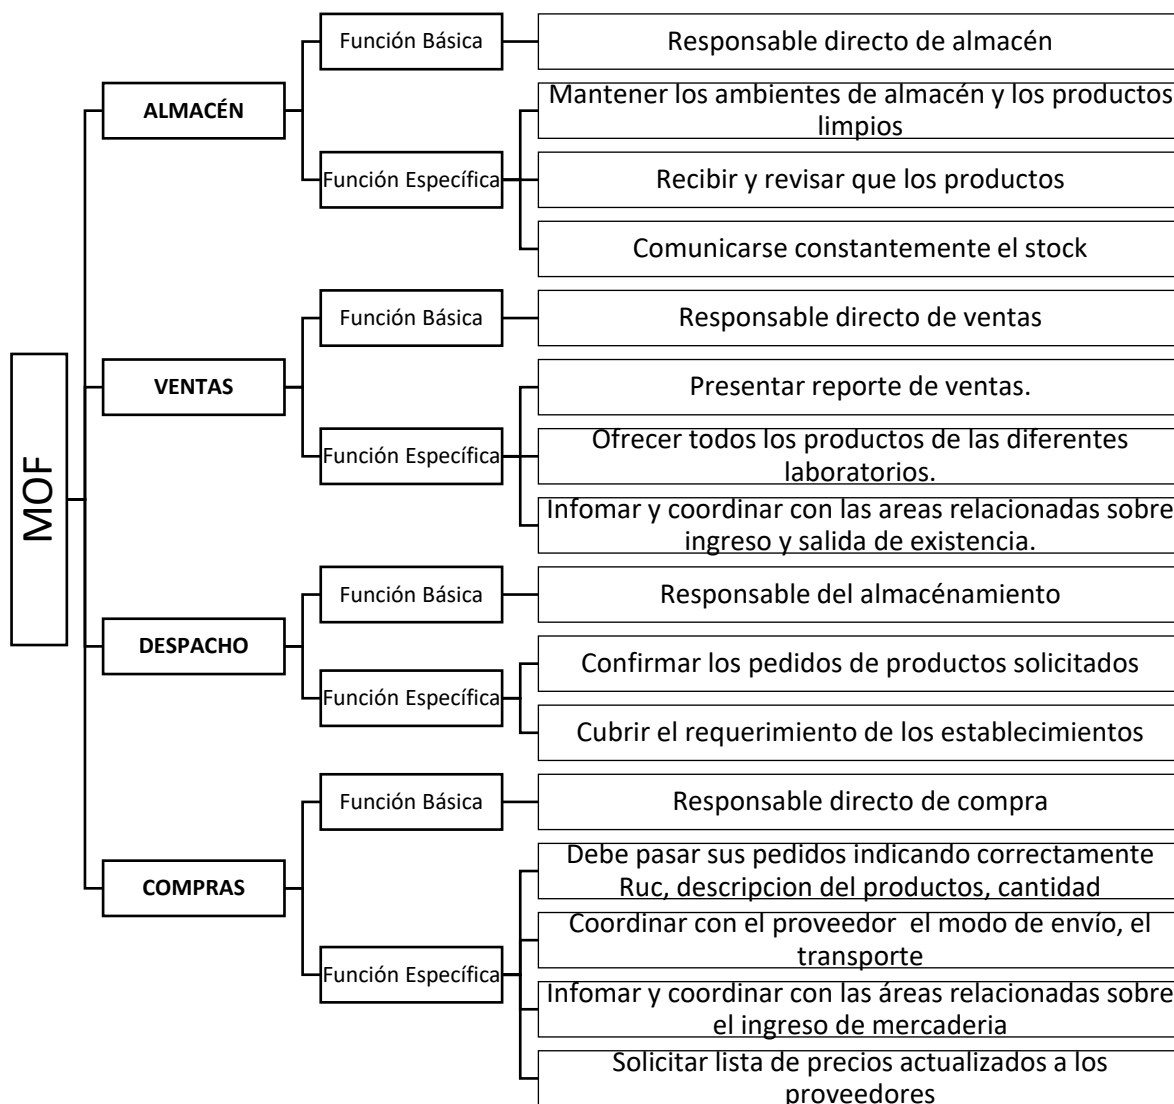 MOF
ALMACÉN
Función Básica
Responsable directo de almacén
Función Específica
Mantener los ambientes de almacén y los productos
limpios
Recibir y revisar que los productos
Comunicarse constantemente el stock
VENTAS
Función Básica
Responsable directo de ventas
Función Específica
Presentar reporte de ventas.
Ofrecer todos los productos de las diferentes
laboratorios.
Infomar y coordinar con las areas relacionadas sobre
ingreso y salida de existencia.
DESPACHO
Función Básica
Responsable del almacénamiento
Función Específica
Confirmar los pedidos de productos solicitados
Cubrir el requerimiento de los establecimientos
COMPRAS
Función Básica
Responsable directo de compra
Función Específica
Debe pasar sus pedidos indicando correctamente
Ruc, descripcion del productos, cantidad
Coordinar con el proveedor  el modo de envío, el
transporte
Infomar y coordinar con las áreas relacionadas sobre
el ingreso de mercaderia
Solicitar lista de precios actualizados a los
proveedores